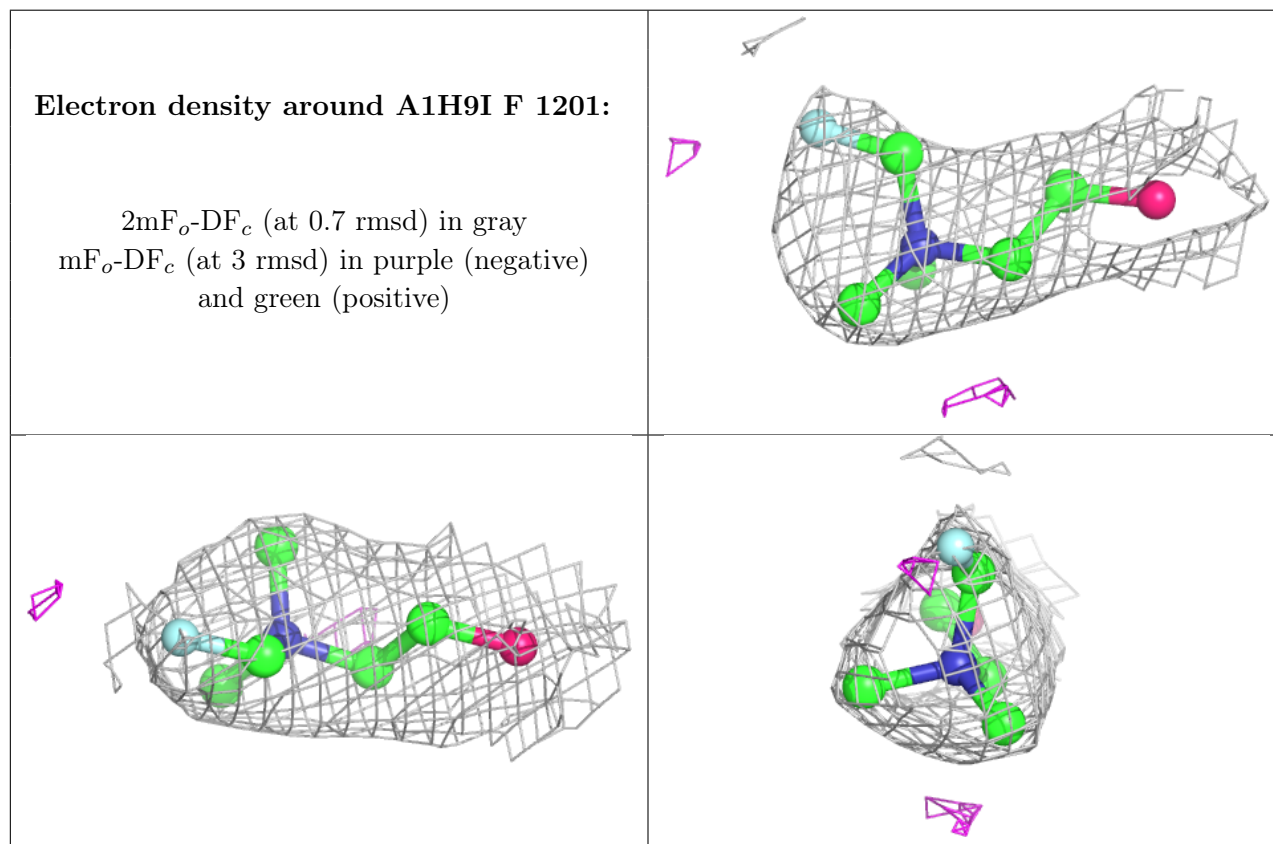 Electron density around A1H9I F 1201:
2mFo-DFc (at 0.7 rmsd) in gray
mFo-DFc (at 3 rmsd) in purple (negative)
and green (positive)